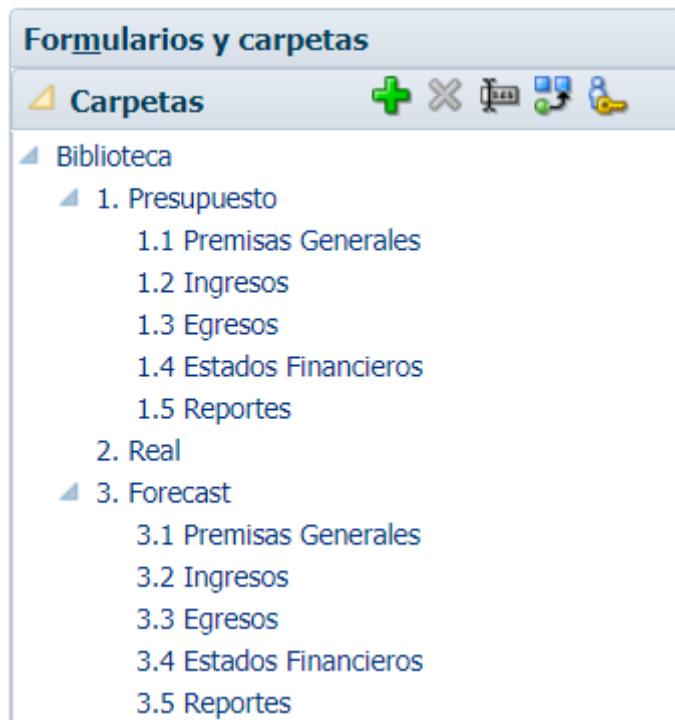 Formularios y carpetas
Carpetas
Biblioteca
1. Presupuesto
1.1 Premisas Generales
1.2 Ingresos
1.3 Egresos
1.4 Estados Financieros
1.5 Reportes
2. Real
3. Forecast
3.1 Premisas Generales
3.2 Ingresos
3.3 Egresos
3.4 Estados Financieros
3.5 Reportes